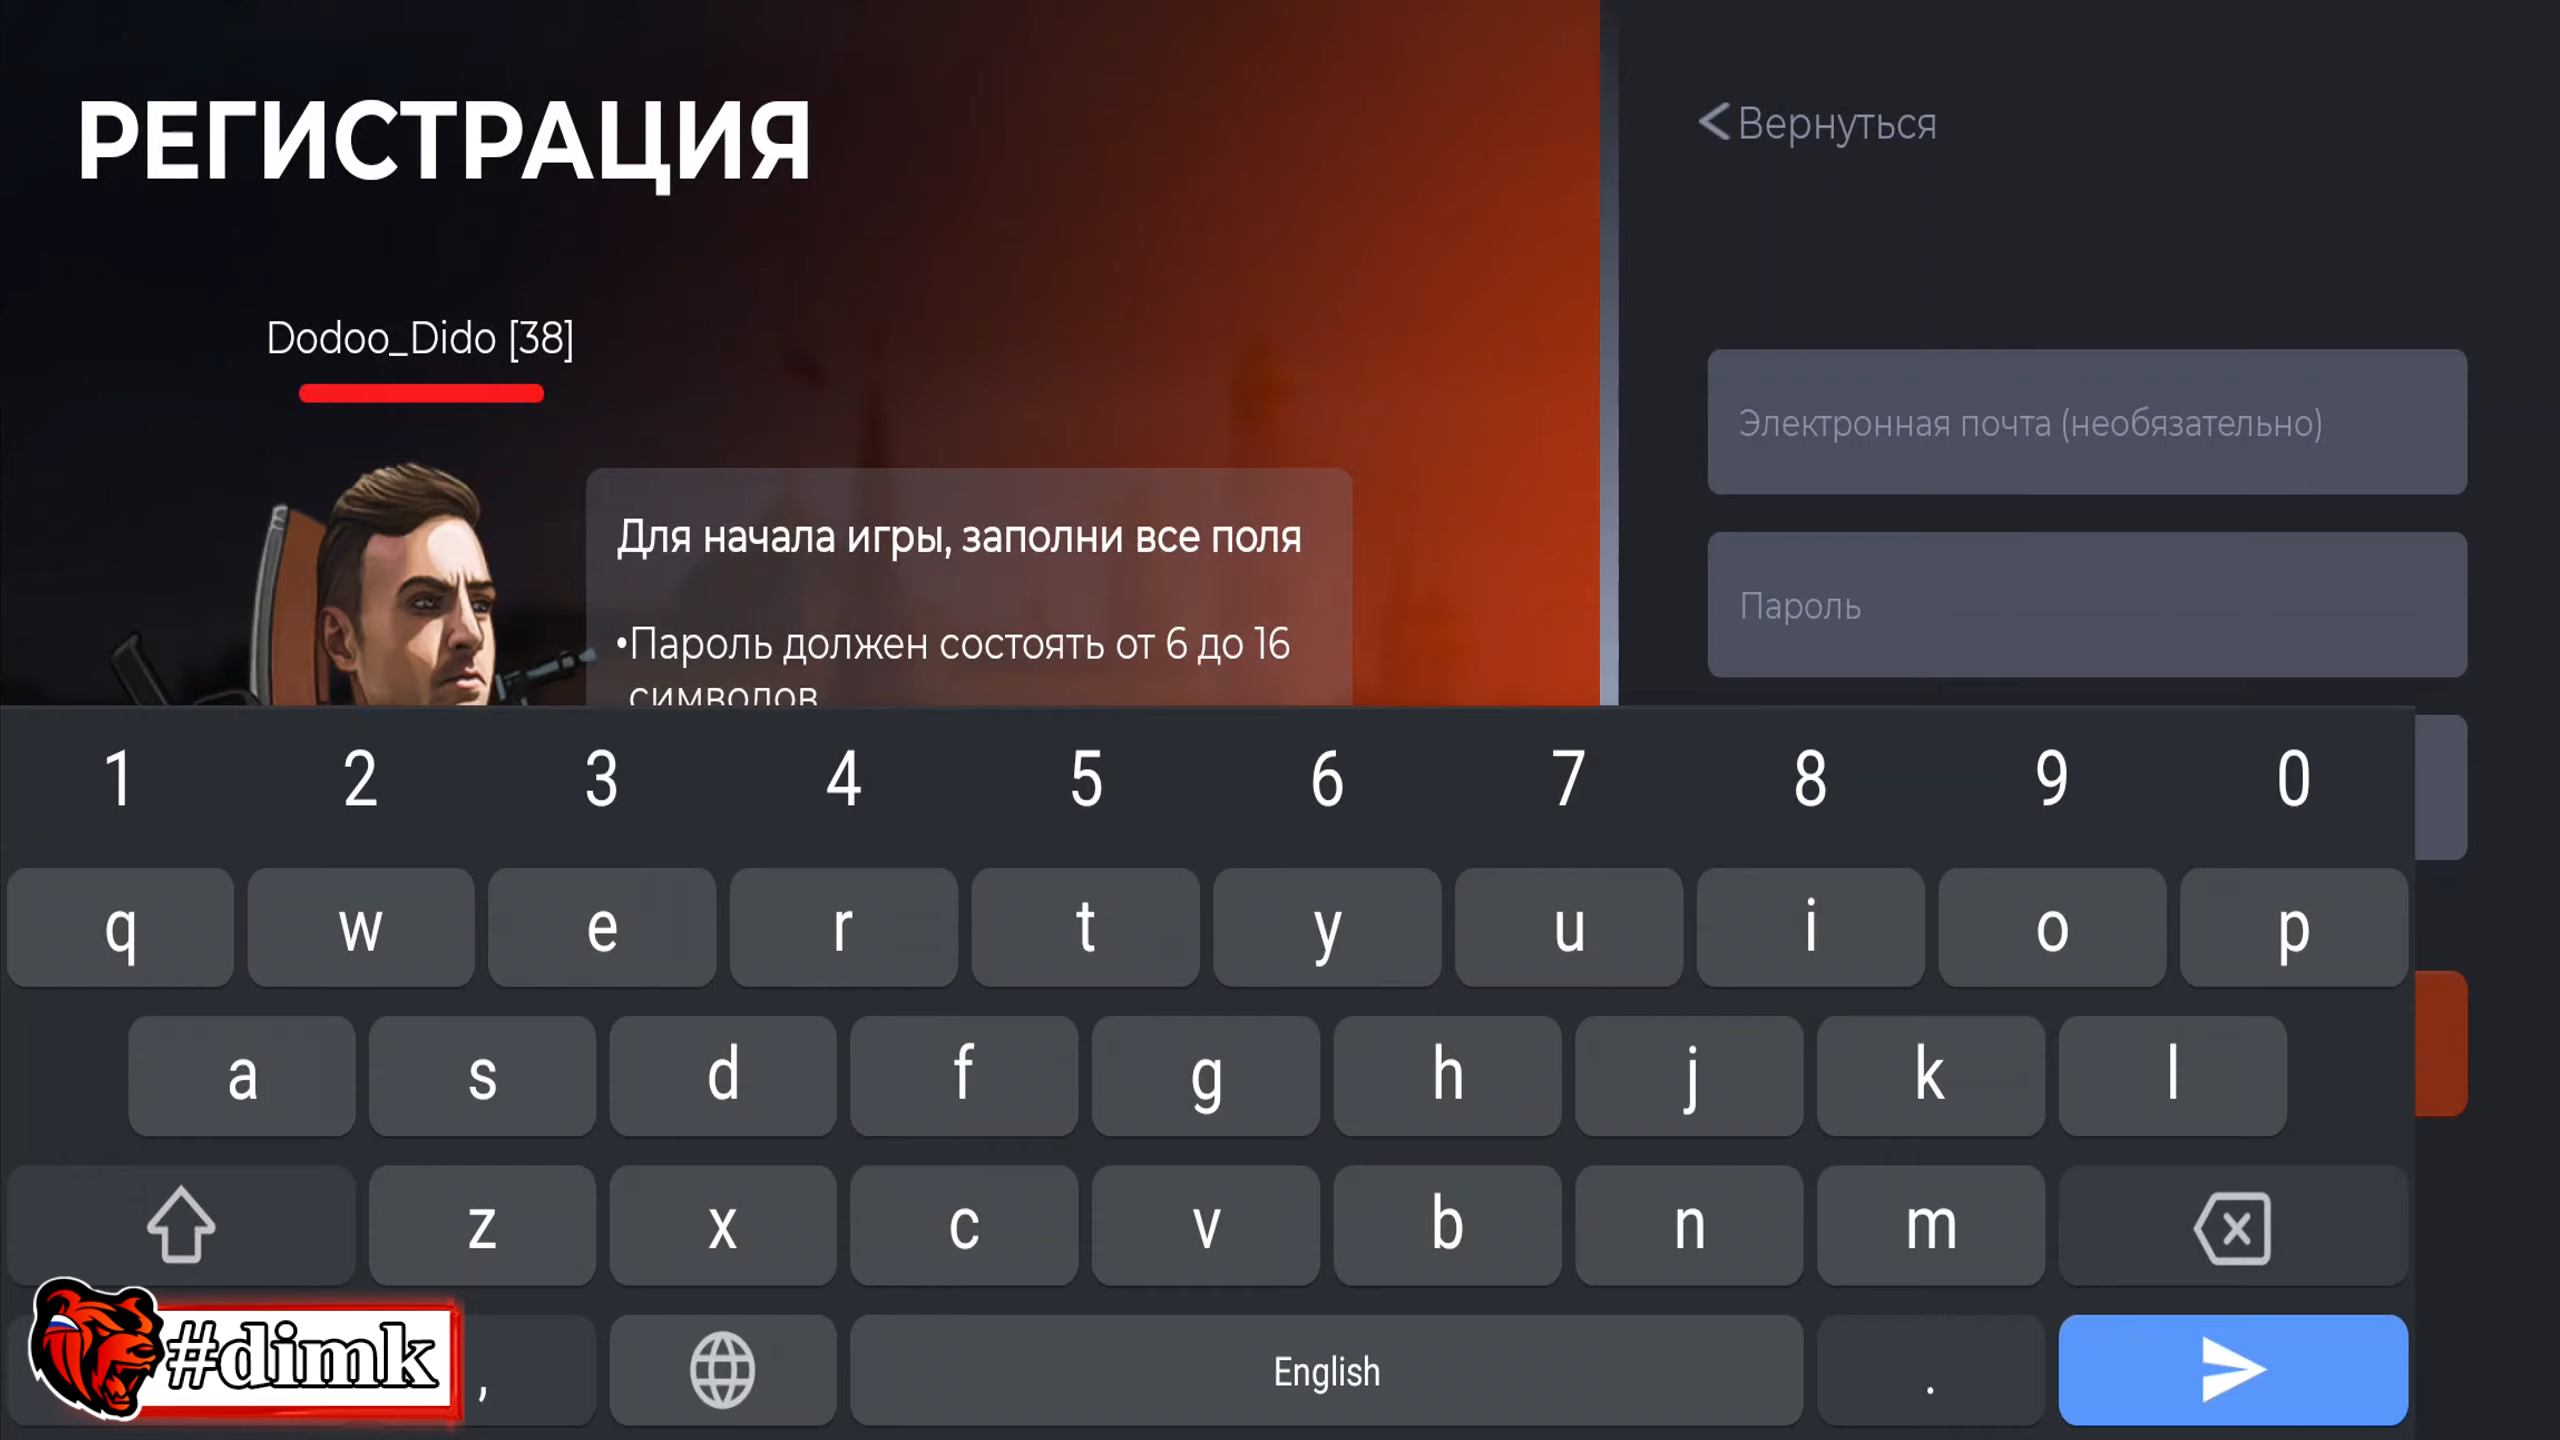 РЕГИСТРАЦИЯ
Вернуться
Dodoo_Dido [38]
Электронная почта (необязательно)
Для начала игры, заполни все поля
Пароль
•Пароль должен состоять от 6 до 16
символов
1 2 3 4 5 6 7 8 9 0
q w e r t y u i o p
a s d f g h j k l
z x c v b n m
#dimk , English .